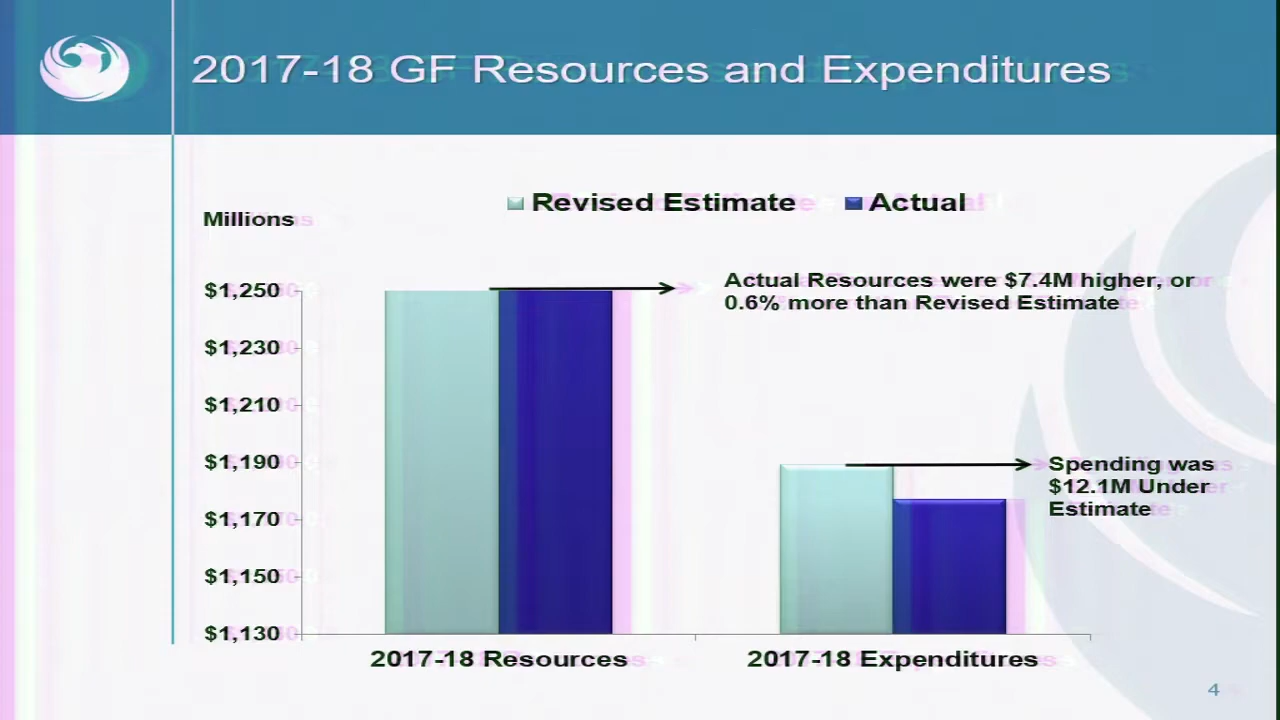 2017-18 GF Resources and Expenditures
Revised Estimate Actual
Millions
Actual Resources were $7.4M higher, or
0.6% more than Revised Estimate
$1,250
$1,230
$1,210
$1,190
$1,170
$1,150
$1,130
Spending was
$12.1M Under
Estimate
2017-18 Resources
2017-18 Expenditures
4